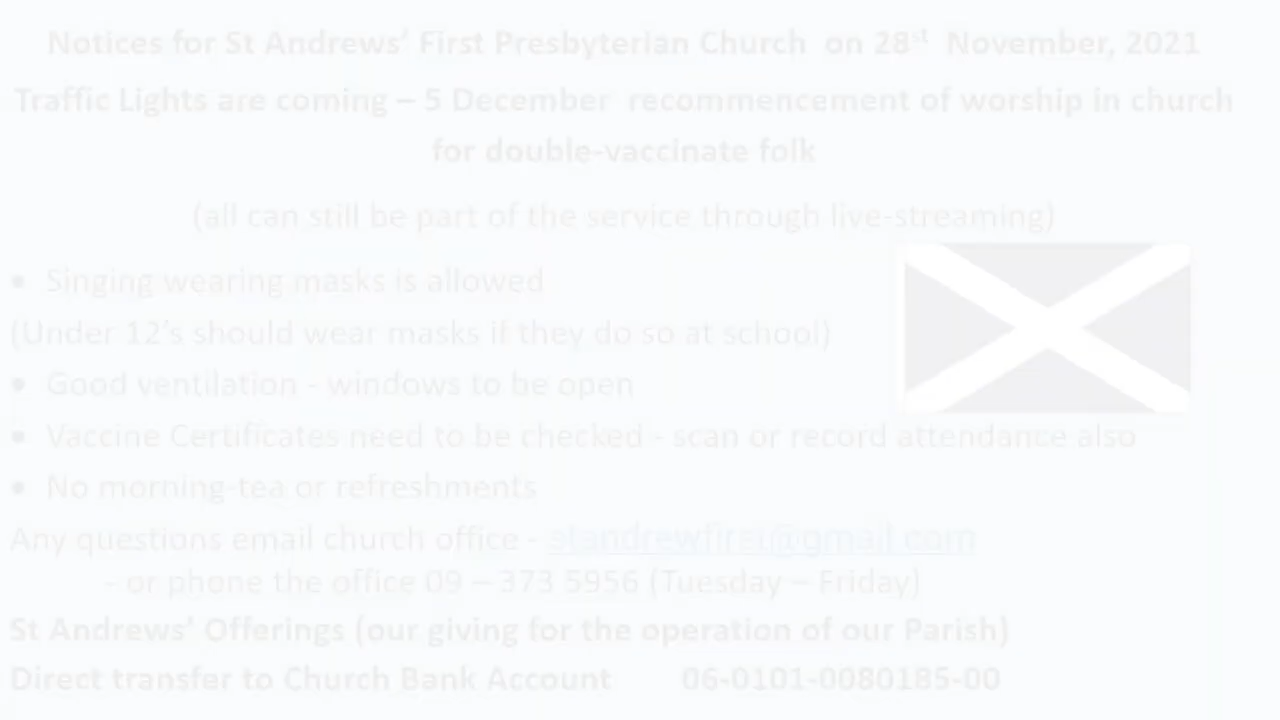 Notices for St Andrews' First Presbyterian Church on 28st November, 2021
Traffic Lights are coming – 5 December recommencement of worship in church
for double-vaccinate folk
(all can still be part of the service through live-streaming)
• Singing wearing masks is allowed
(Under 12's should wear masks if they do so at school)
• Good ventilation - windows to be open
• Vaccine Certificates need to be checked - scan or record attendance also
• No morning-tea or refreshments
Any questions email church office - standrewfirst@gmail.com
- or phone the office 09 – 373 5956 (Tuesday – Friday)
St Andrews' Offerings (our giving for the operation of our Parish)
Direct transfer to Church Bank Account 06-0101-0080185-00